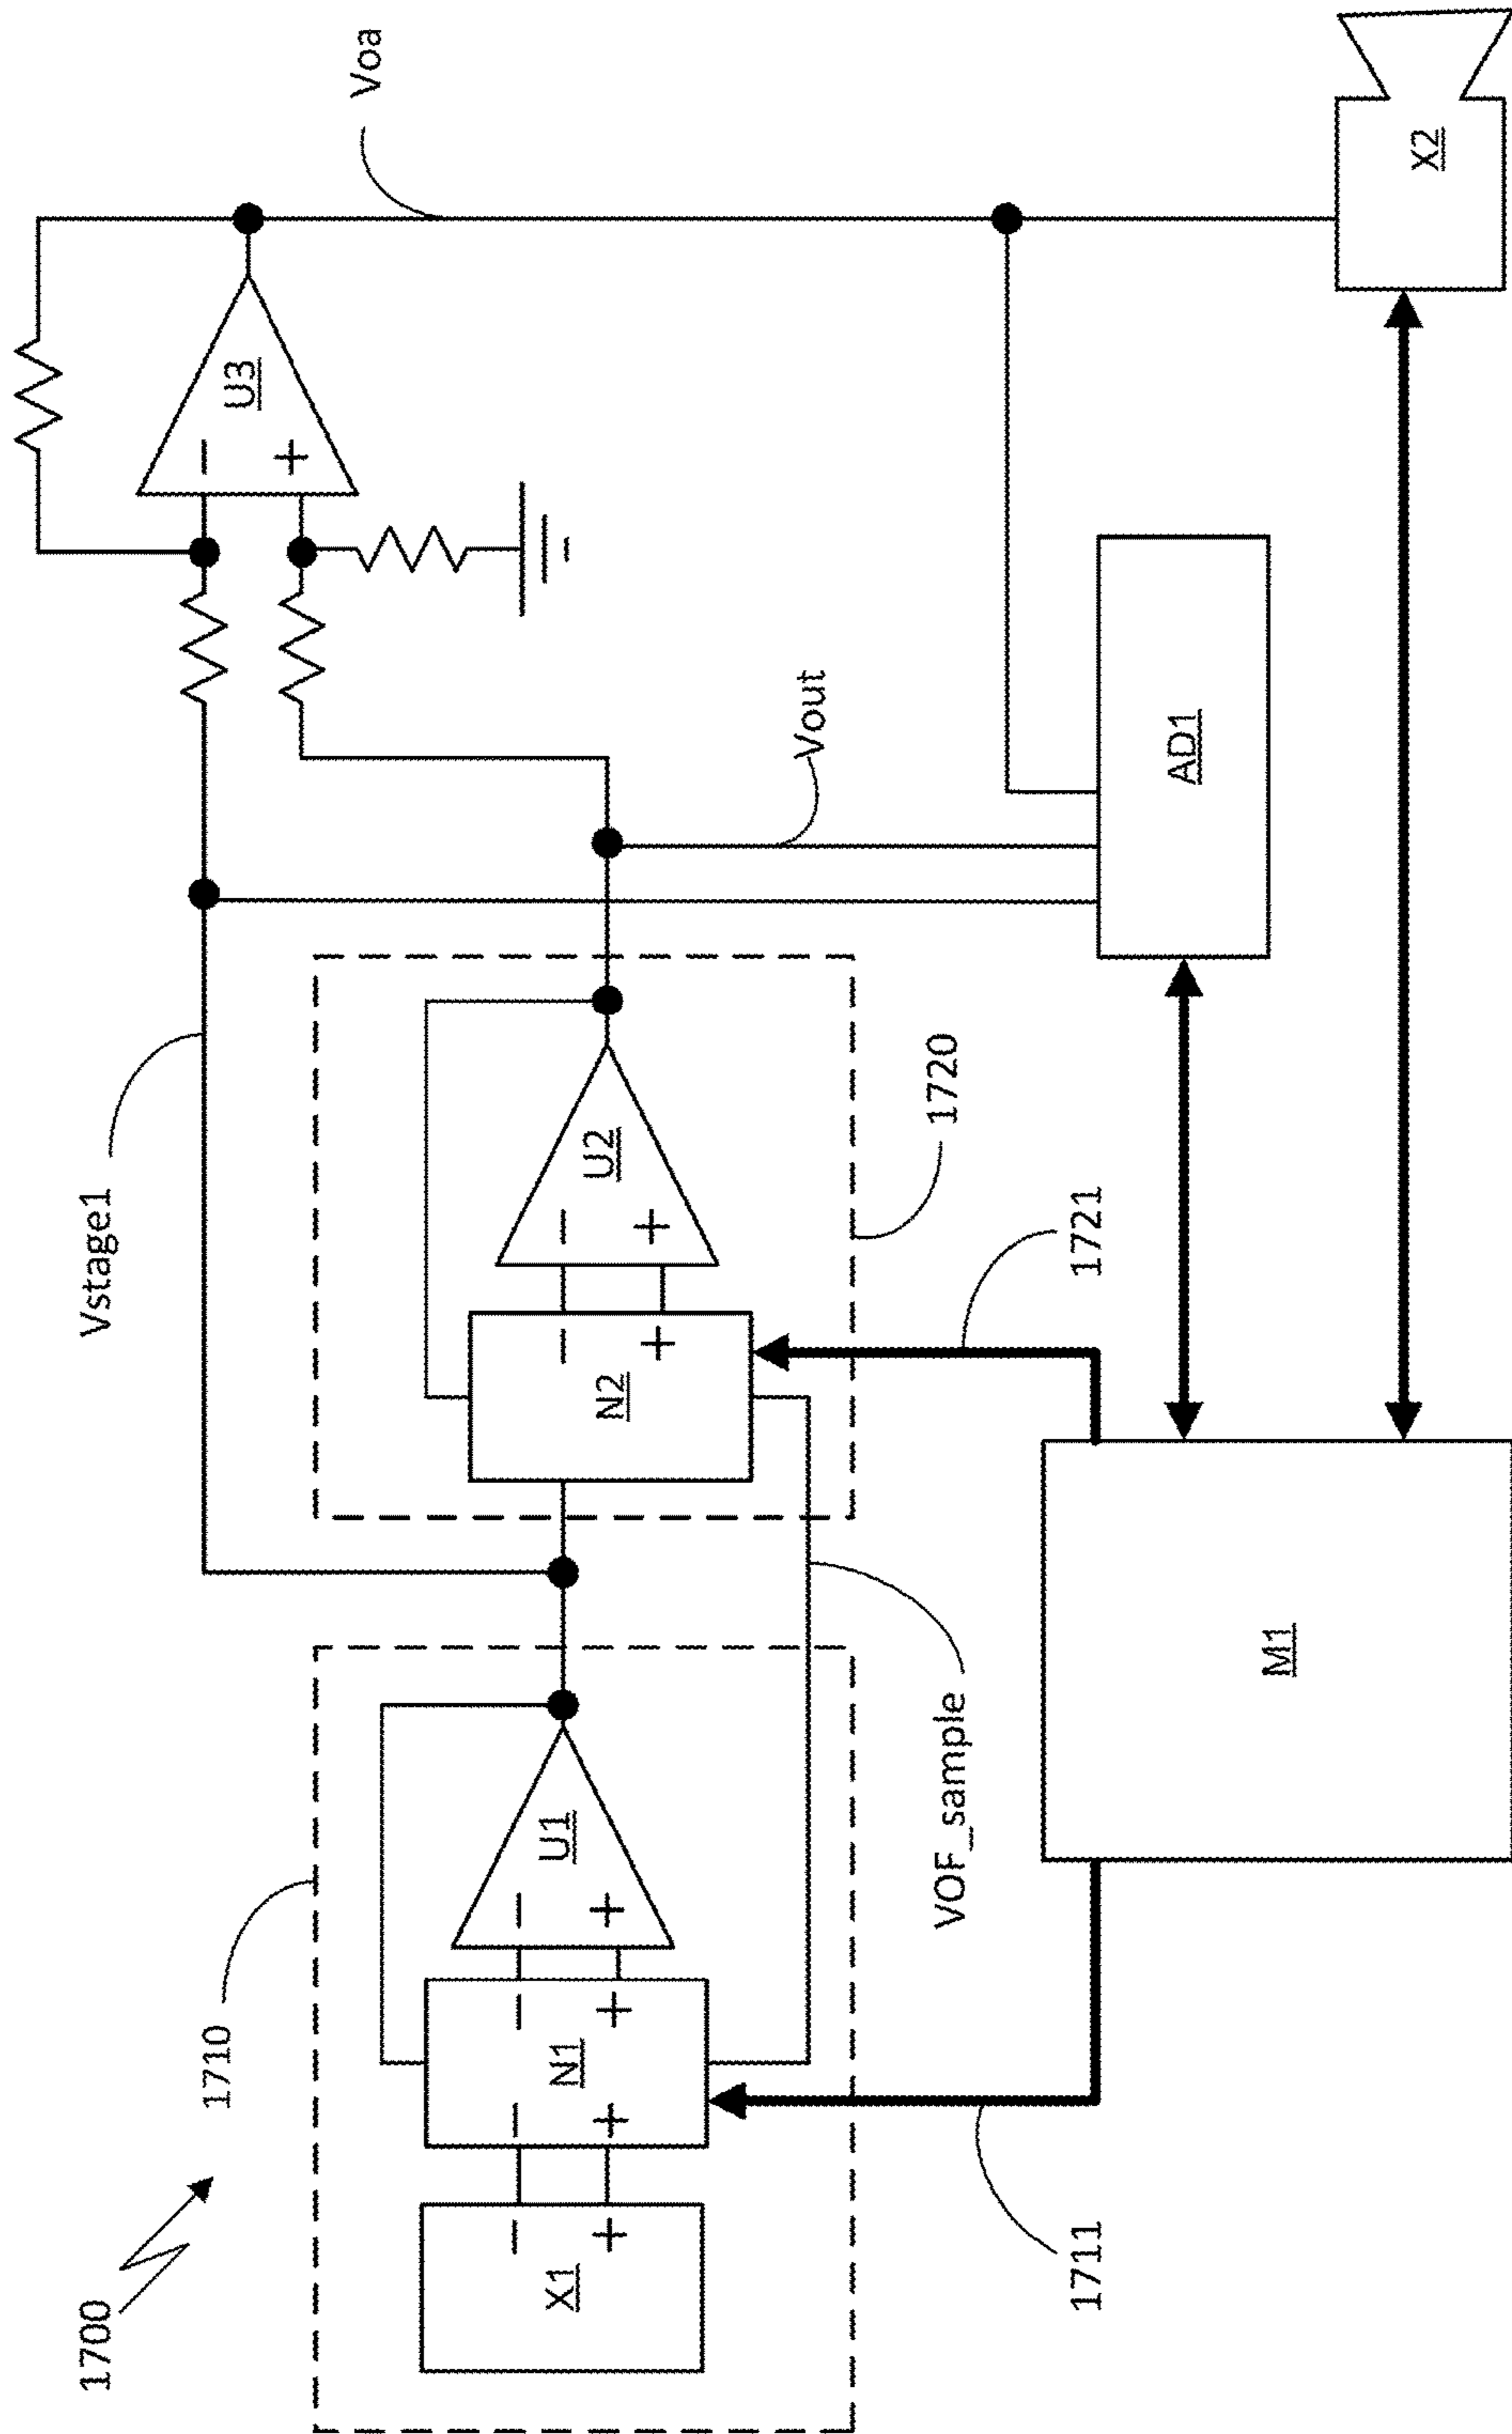 1700
1710
Vstage1
Voa
X1
− +
− +
N1
− +
− +
U1
N2
− +
− +
U2
− +
U3
VOF_sample
1720
Vout
1711
1721
M1
AD1
X2